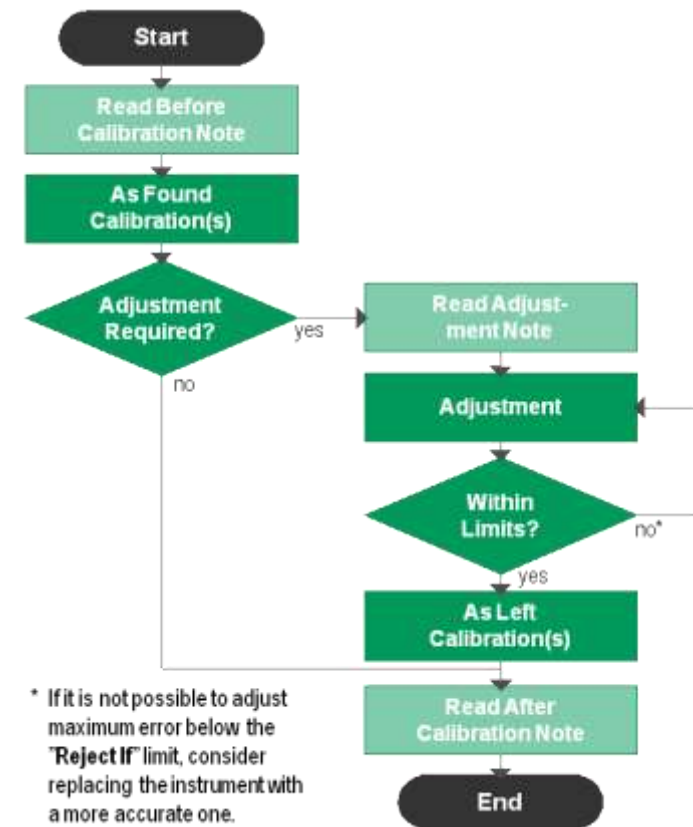 Start
Read Before
Calibration Note
As Found
Calibration(s)
Adjustment
Required?
yes
no
Read Adjust-
ment Note
Adjustment
Within
Limits?
no*
yes
As Left
Calibration(s)
Read After
Calibration Note
End
* If it is not possible to adjust
maximum error below the
"Reject If" limit, consider
replacing the instrument with
a more accurate one.